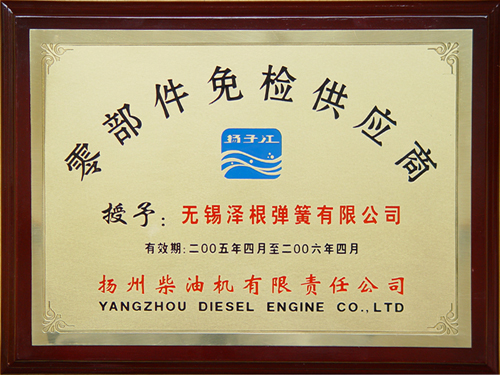 零部件免检供应商
扬子江
授予：无锡泽根弹簧有限公司
有效期：二00五年四月至二00六年四月
扬州柴油机有限责任公司
YANGZHOU DIESEL ENGINE CO.,LTD